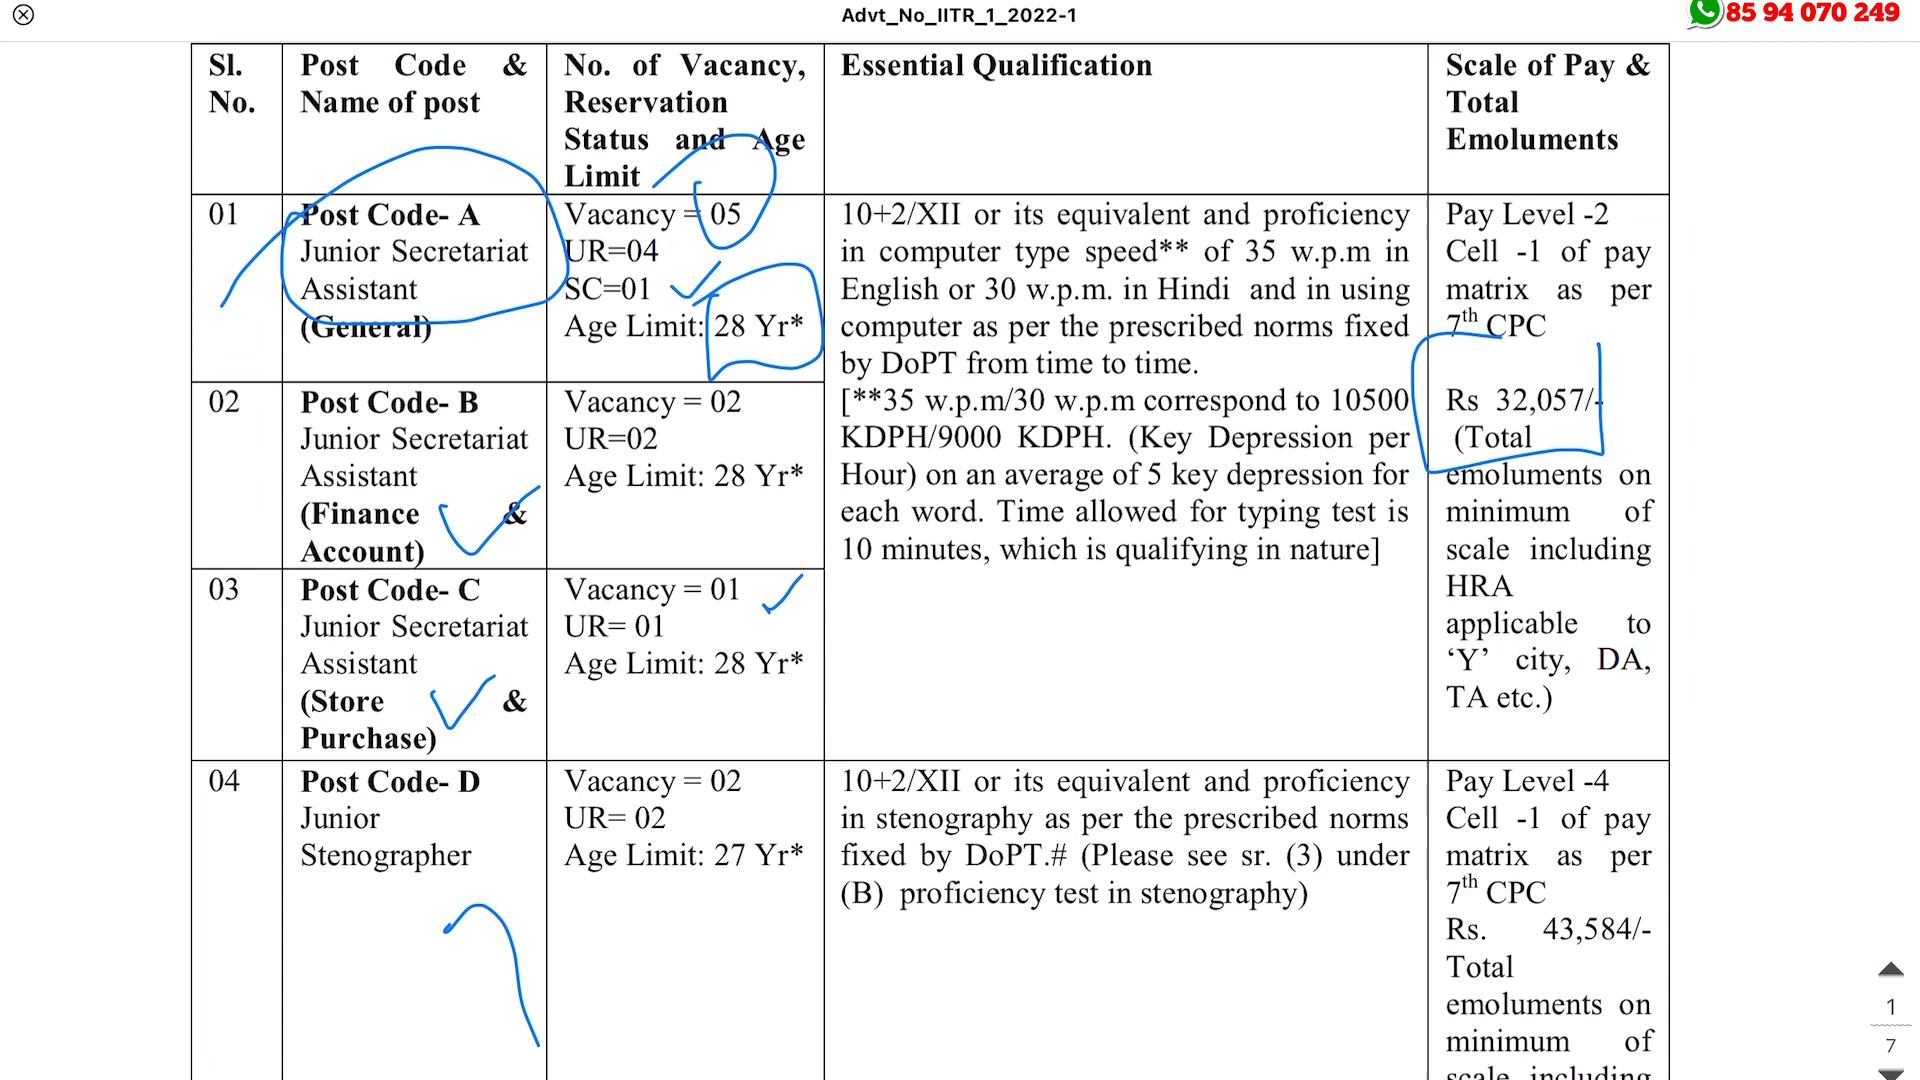 Advt_No_IITR_1_2022-1
85 94 070 249
Sl.
No.
Post Code &
Name of post
No. of Vacancy,
Reservation
Status and Age
Limit
Essential Qualification
Scale of Pay &
Total
Emoluments
01
Post Code- A
Junior Secretariat
Assistant
(General)
Vacancy = 05
UR=04
SC=01
Age Limit: 28 Yr*
10+2/XII or its equivalent and proficiency
in computer type speed** of 35 w.p.m in
English or 30 w.p.m. in Hindi and in using
computer as per the prescribed norms fixed
by DoPT from time to time.
[**35 w.p.m/30 w.p.m correspond to 10500
KDPH/9000 KDPH. (Key Depression per
Hour) on an average of 5 key depression for
each word. Time allowed for typing test is
10 minutes, which is qualifying in nature]
Pay Level -2
Cell -1 of pay
matrix as per
7th CPC
Rs 32,057/-
(Total
emoluments on
minimum of
scale including
HRA
applicable to
‘Y’ city, DA,
TA etc.)
02
Post Code- B
Junior Secretariat
Assistant
(Finance &
Account)
Vacancy = 02
UR=02
Age Limit: 28 Yr*
03
Post Code- C
Junior Secretariat
Assistant
(Store &
Purchase)
Vacancy = 01
UR= 01
Age Limit: 28 Yr*
04
Post Code- D
Junior
Stenographer
Vacancy = 02
UR= 02
Age Limit: 27 Yr*
10+2/XII or its equivalent and proficiency
in stenography as per the prescribed norms
fixed by DoPT.# (Please see sr. (3) under
(B) proficiency test in stenography)
Pay Level -4
Cell -1 of pay
matrix as per
7th CPC
Rs. 43,584/-
Total
emoluments on
minimum of
scale including
1
7